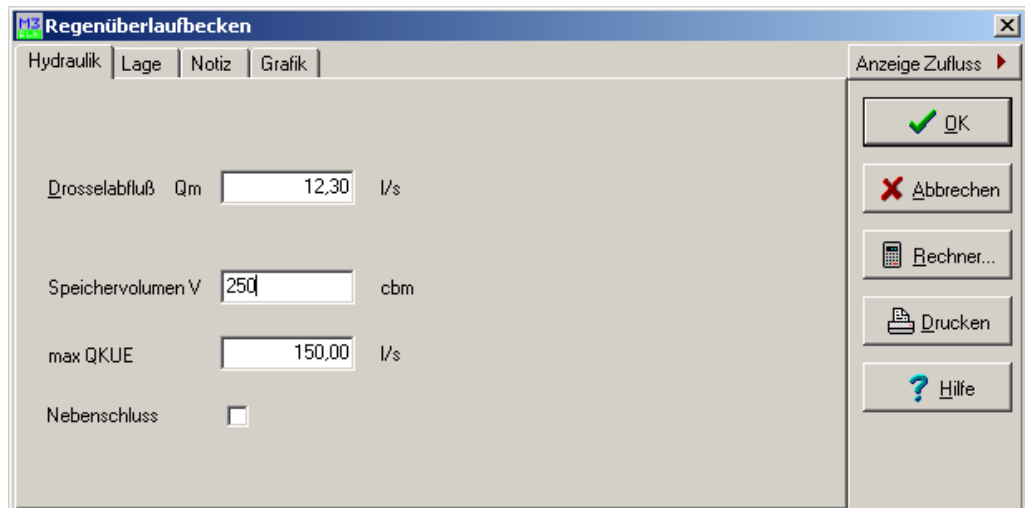 M3 Regenüberlaufbecken
Hydraulik Lage Notiz Grafik
Anzeige Zufluss
Drosselabfluß Qm 12,30 l/s
Speichervolumen V 250 cbm
max QKUE 150,00 l/s
Nebenschluss
OK
Abbrechen
Rechner...
Drucken
Hilfe